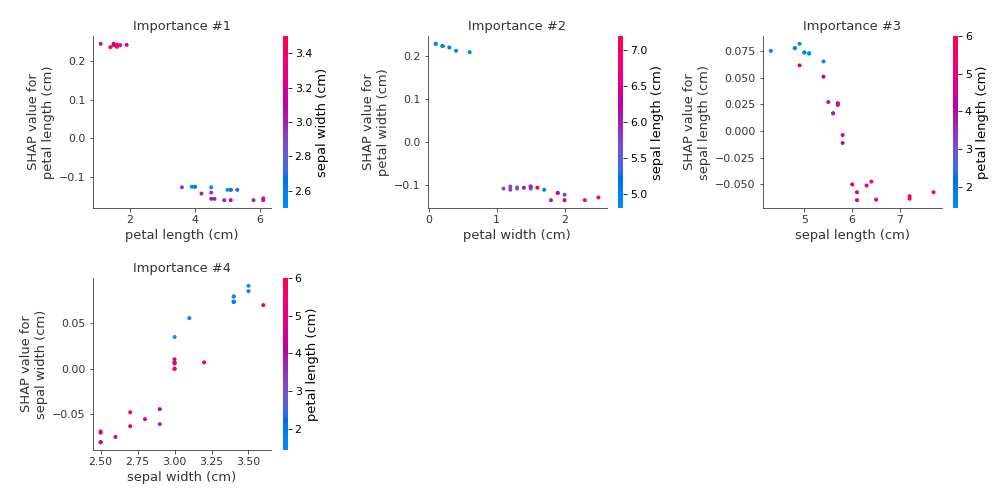 Importance #1
SHAP value for
petal length (cm)
0.2
0.1
0.0
−0.1
2
4
6
petal length (cm)
3.4
3.2
3.0
2.8
2.6
sepal width (cm)
Importance #2
SHAP value for
petal width (cm)
0.2
0.1
0.0
−0.1
0
1
2
petal width (cm)
7.0
6.5
6.0
5.5
5.0
sepal length (cm)
Importance #3
SHAP value for
sepal length (cm)
0.075
0.050
0.025
0.000
−0.025
−0.050
5
6
7
sepal length (cm)
6
5
4
3
2
petal length (cm)
Importance #4
SHAP value for
sepal width (cm)
0.05
0.00
−0.05
2.50
2.75
3.00
3.25
3.50
sepal width (cm)
6
5
4
3
2
petal length (cm)